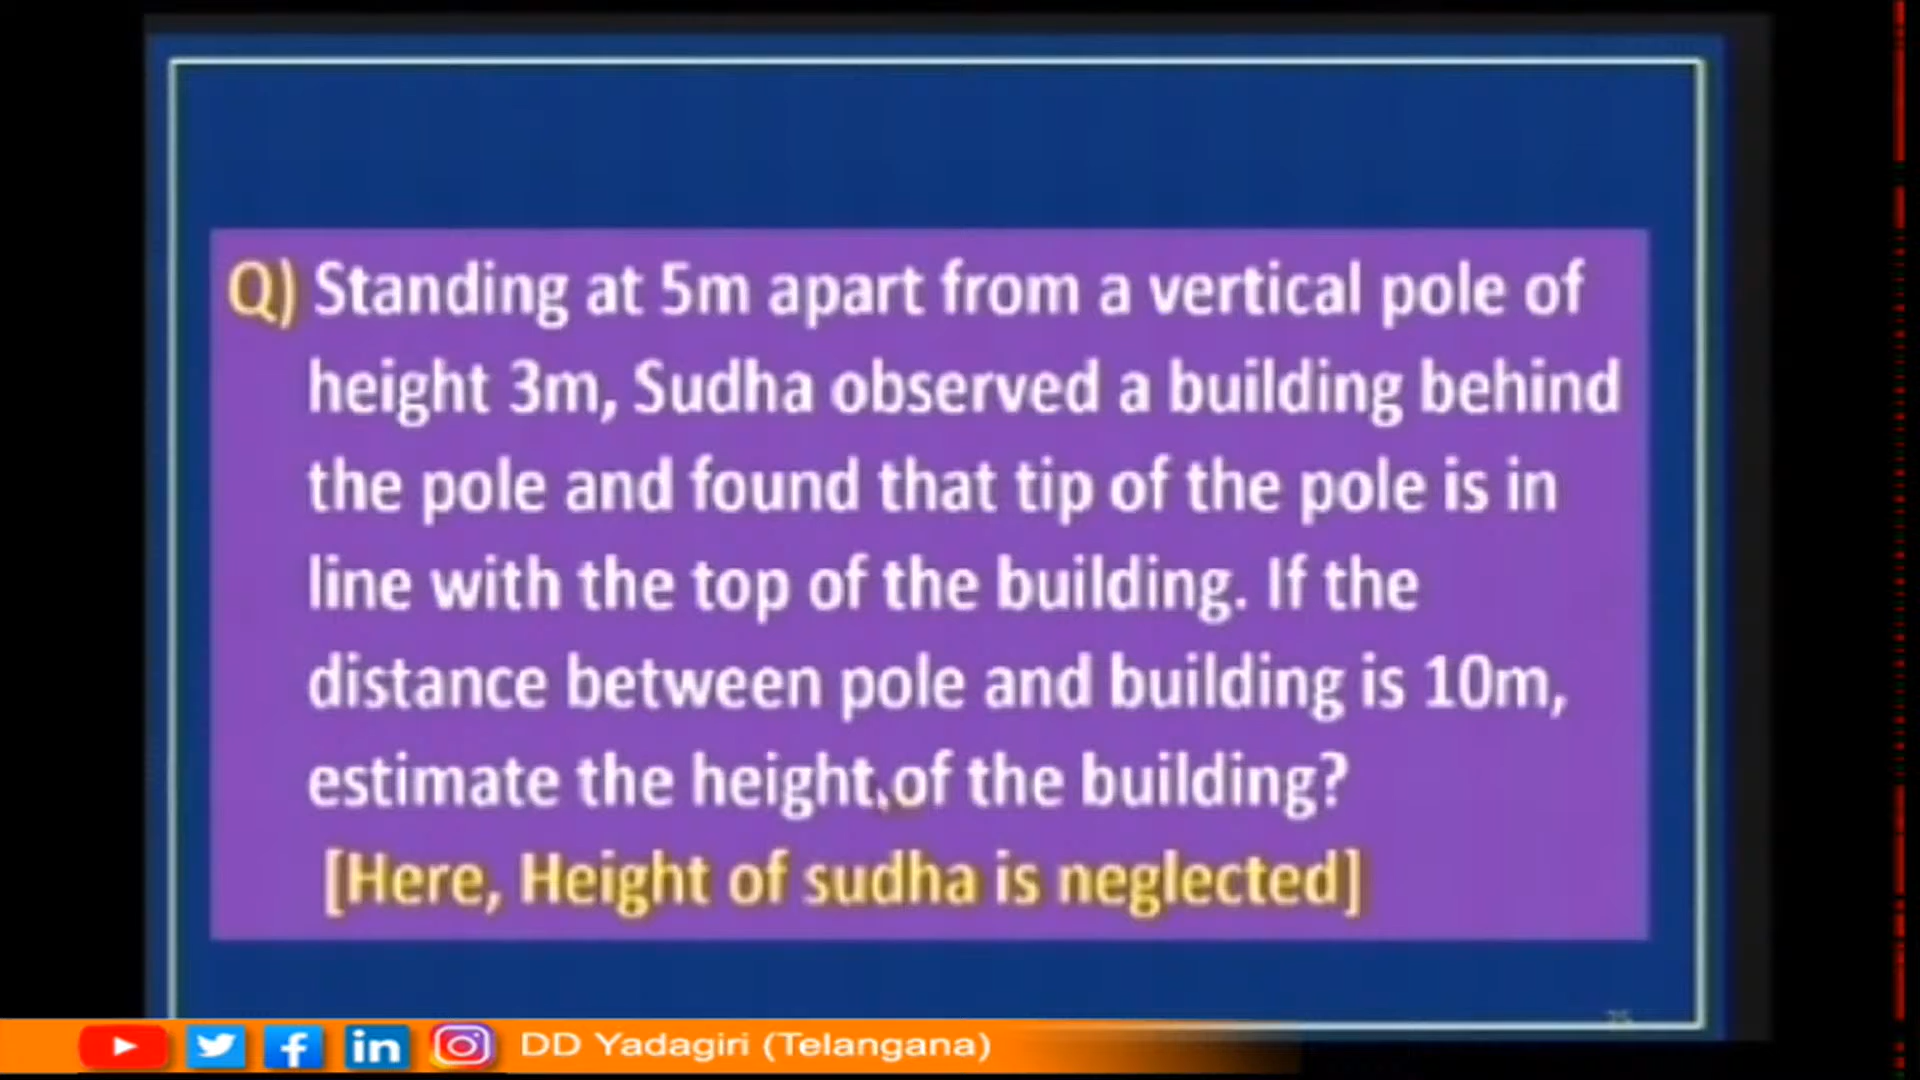 Q) Standing at 5m apart from a vertical pole of
height 3m, Sudha observed a building behind
the pole and found that tip of the pole is in
line with the top of the building. If the
distance between pole and building is 10m,
estimate the height of the building?
[Here, Height of sudha is neglected]
DD Yadagiri (Telangana)